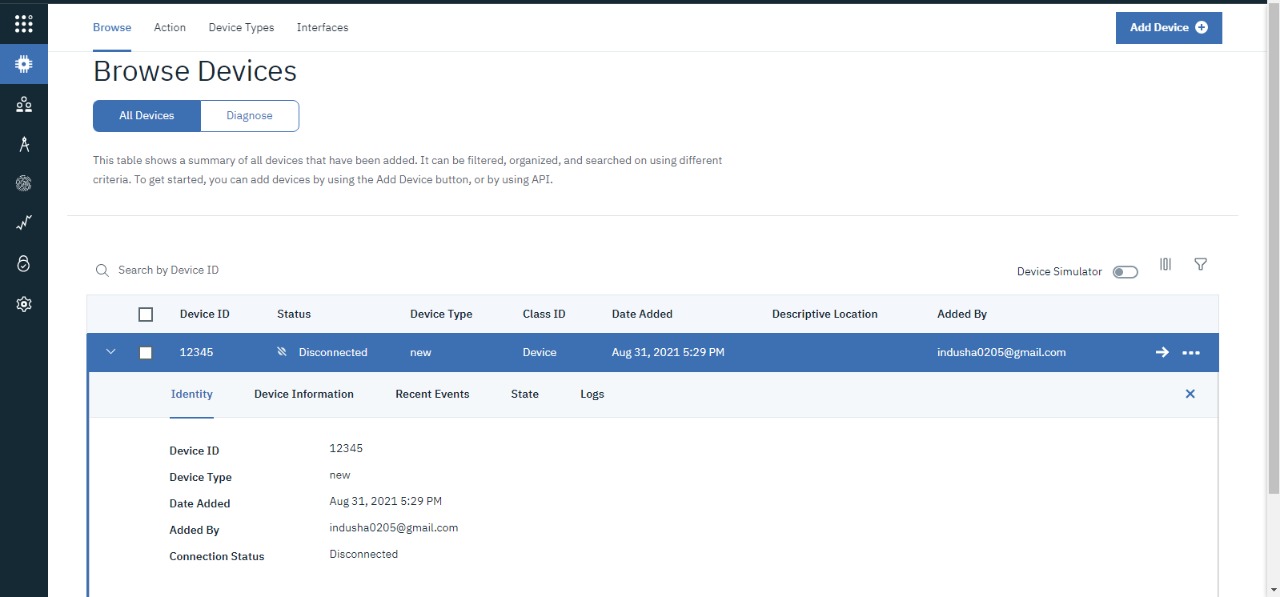 Browse Action Device Types Interfaces
Add Device
Browse Devices
All Devices Diagnose
This table shows a summary of all devices that have been added. It can be filtered, organized, and searched on using different
criteria. To get started, you can add devices by using the Add Device button, or by using API.
Search by Device ID
Device Simulator
Device ID Status Device Type Class ID Date Added Descriptive Location Added By
12345 Disconnected new Device Aug 31, 2021 5:29 PM indusha0205@gmail.com
Identity Device Information Recent Events State Logs
Device ID 12345
Device Type new
Date Added Aug 31, 2021 5:29 PM
Added By indusha0205@gmail.com
Connection Status Disconnected